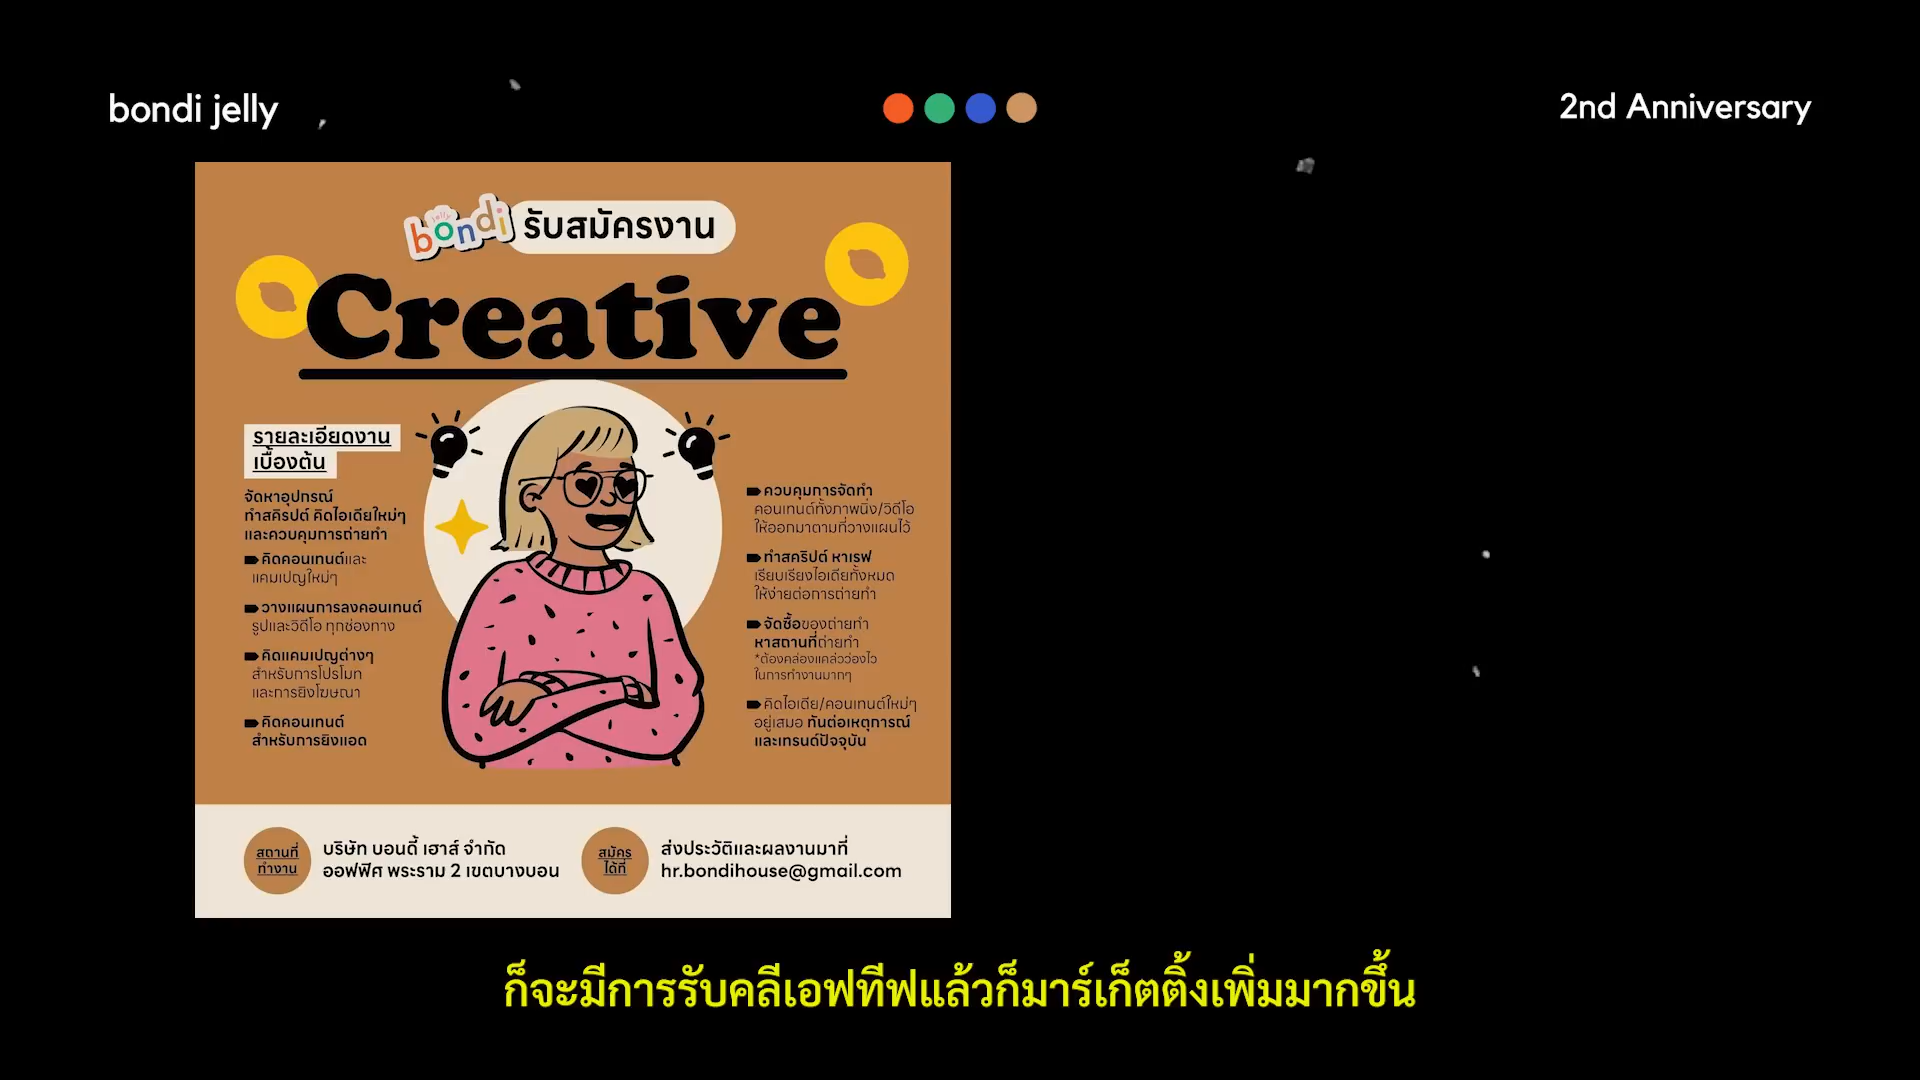 bondi jelly
2nd Anniversary
bondi jelly รับสมัครงาน
Creative
รายละเอียดงาน
เบื้องต้น
จัดหาอุปกรณ์
ทำสคิรปต์ คิดไอเดียใหม่ๆ
และควบคุมการถ่ายทำ
คิดคอนเทนต์และ
แคมเปญใหม่ๆ
วางแผนการลงคอนเทนต์
รูปและวิดีโอ ทุกช่องทาง
คิดแคมเปญต่างๆ
สำหรับการโปรโมท
และการยิงโฆษณา
คิดคอนเทนต์
สำหรับการยิงแอด
ควบคุมการจัดทำ
คอนเทนต์ทั้งภาพนิ่ง/วิดีโอ
ให้ออกมาตามที่วางแผนไว้
ทำสคริปต์ หาเรฟ
เรียบเรียงไอเดียทั้งหมด
ให้ง่ายต่อการถ่ายทำ
จัดซื้อของถ่ายทำ
หาสถานที่ถ่ายทำ
*ต้องคล่องแคล่วว่องไว
ในการทำงานมากๆ
คิดไอเดีย/คอนเทนต์ใหม่ๆ
อยู่เสมอ ทันต่อเหตุการณ์
และเทรนด์ปัจจุบัน
สถานที่
ทำงาน
บริษัท บอนดี้ เฮาส์ จำกัด
ออฟฟิศ พระราม 2 เขตบางบอน
สมัคร
ได้ที่
ส่งประวัติและผลงานมาที่
hr.bondihouse@gmail.com
ก็จะมีการรับคลีเอฟทีฟแล้วก็มาร์เก็ตติ้งเพิ่มมากขึ้น